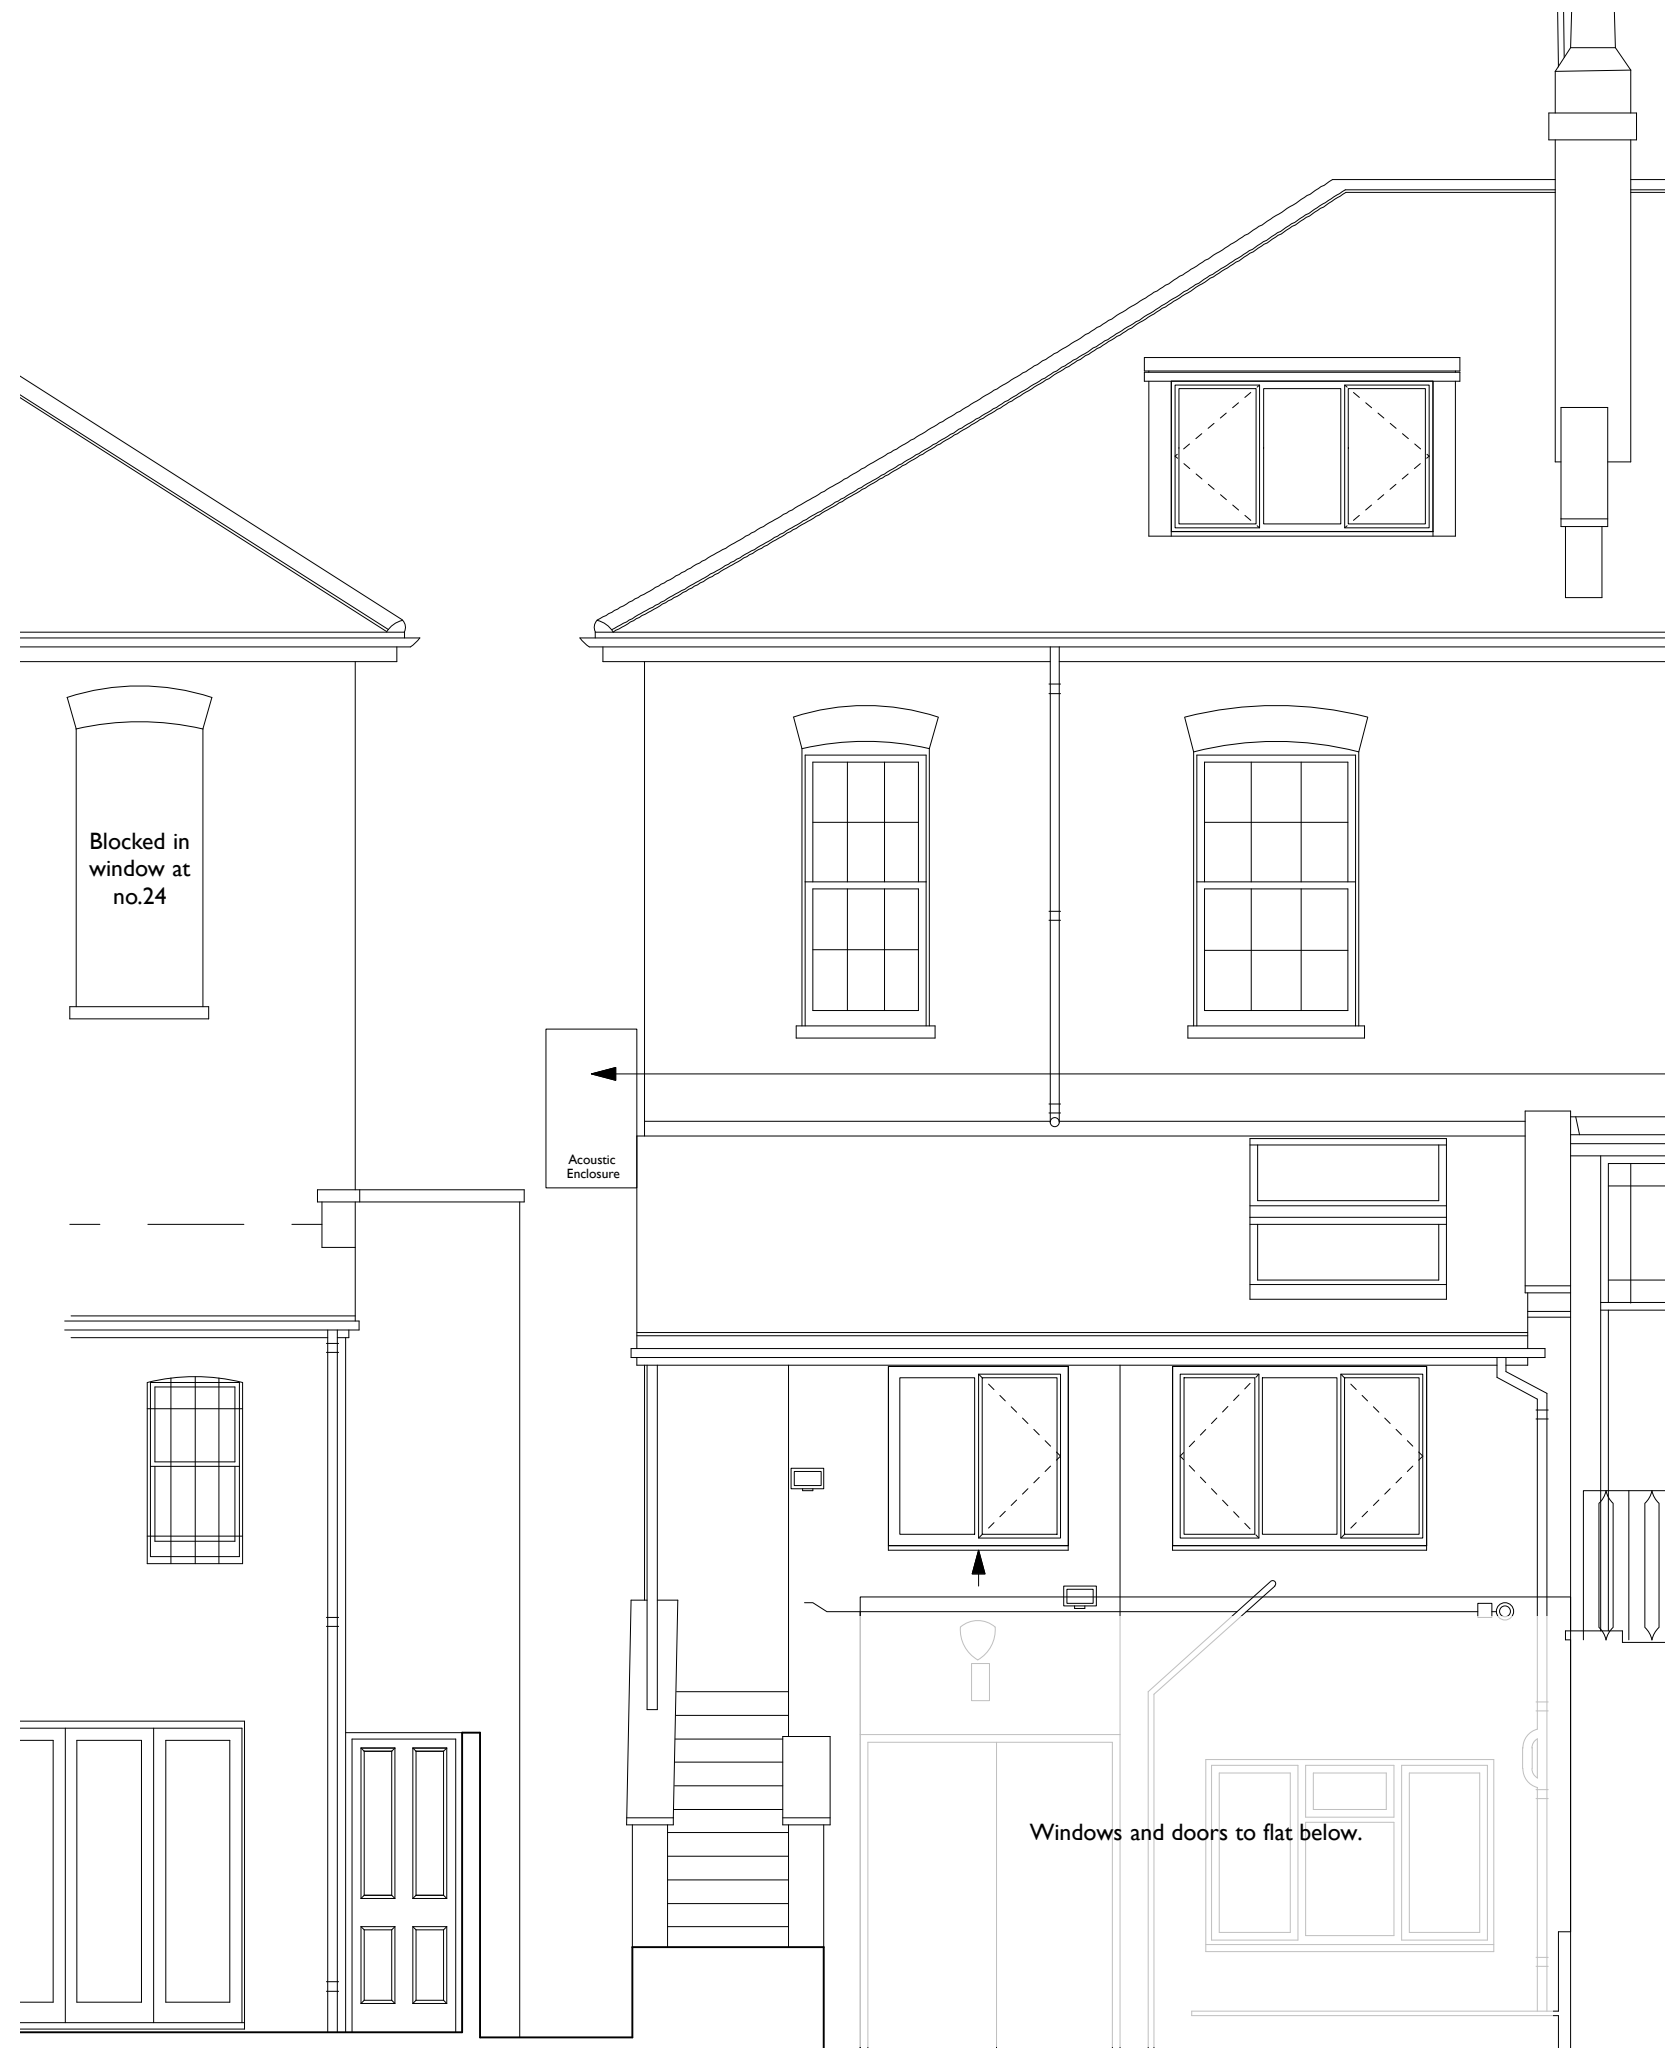 Blocked in
window at
no.24
Acoustic
Enclosure
Windows and doors to flat below.